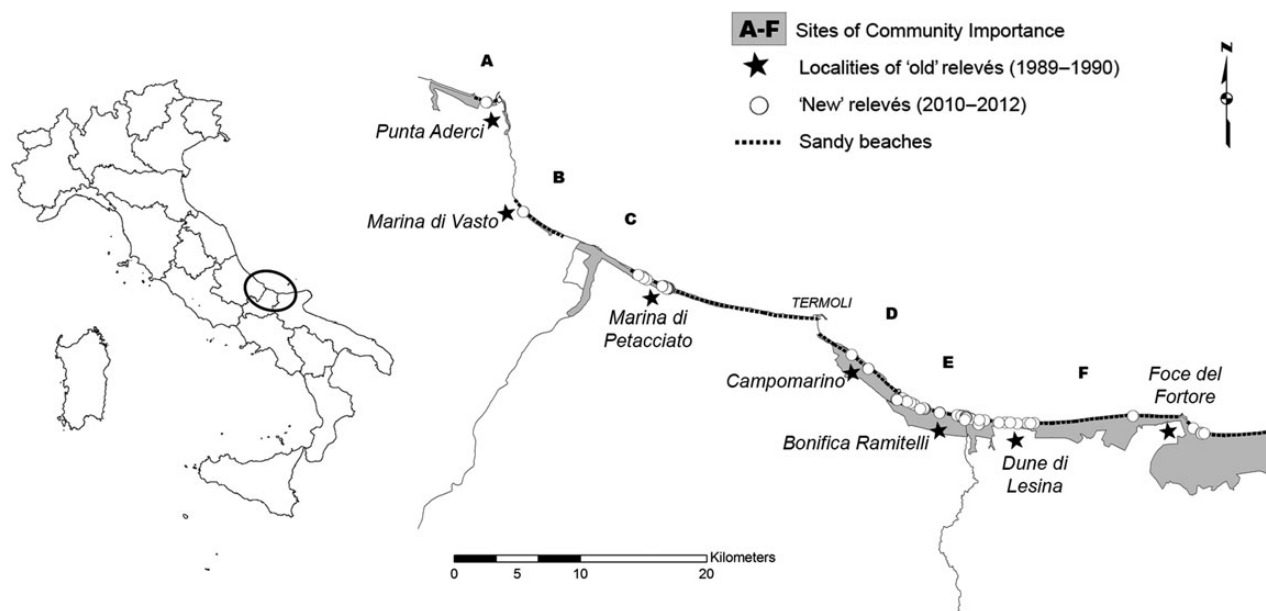 A-F Sites of Community Importance
Localities of 'old' relevés (1989–1990)
'New' relevés (2010–2012)
Sandy beaches
N
A
Punta Aderci
B
Marina di Vasto
C
Marina di
Petacciato
TERMOLI
D
Campomarino
E
Bonifica Ramitelli
F
Foce del
Fortore
Dune di
Lesina
Kilometers
0 5 10 20